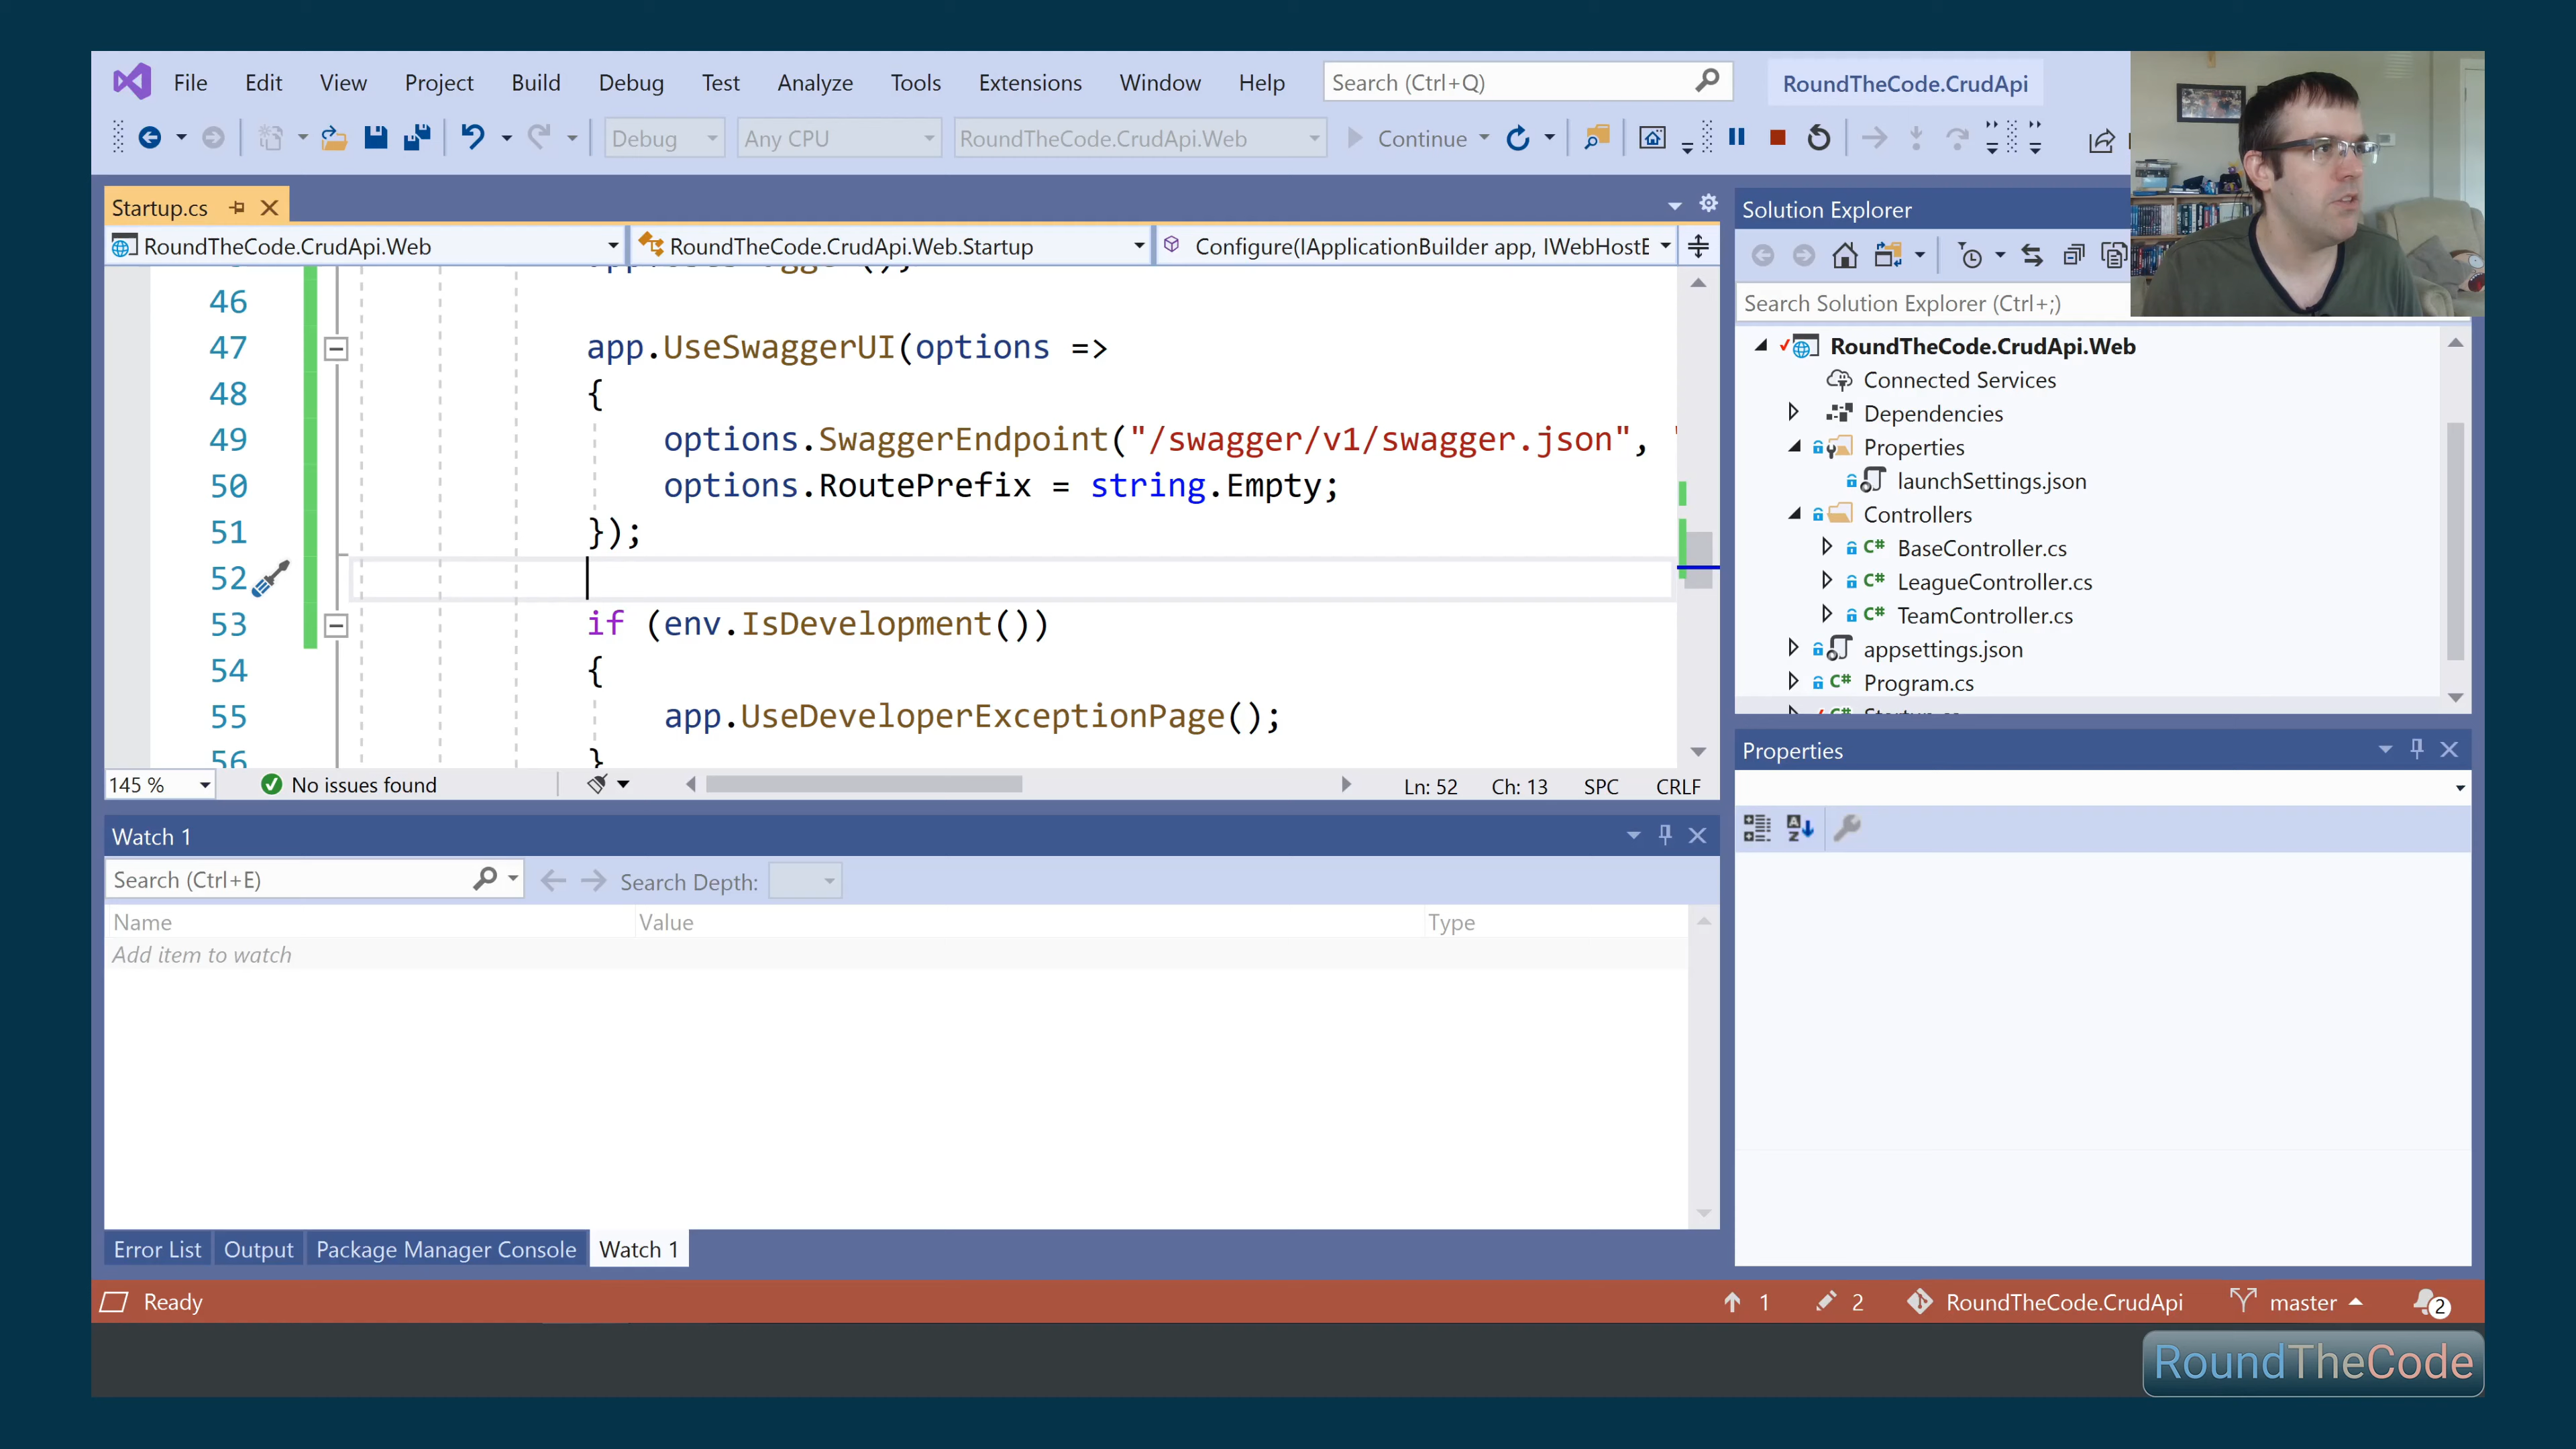 File Edit View Project Build Debug Test Analyze Tools Extensions Window Help Search (Ctrl+Q) RoundTheCode.CrudApi
Debug Any CPU RoundTheCode.CrudApi.Web Continue
Startup.cs
RoundTheCode.CrudApi.Web RoundTheCode.CrudApi.Web.Startup Configure(IApplicationBuilder app, IWebHostE
46
47 app.UseSwaggerUI(options =>
48 {
49 options.SwaggerEndpoint("/swagger/v1/swagger.json", "
50 options.RoutePrefix = string.Empty;
51 });
52
53 if (env.IsDevelopment())
54 {
55 app.UseDeveloperExceptionPage();
56 }
145 % No issues found Ln: 52 Ch: 13 SPC CRLF
Watch 1
Search (Ctrl+E) Search Depth:
Name Value Type
Add item to watch
Error List Output Package Manager Console Watch 1
Solution Explorer
Search Solution Explorer (Ctrl+;)
RoundTheCode.CrudApi.Web
Connected Services
Dependencies
Properties
launchSettings.json
Controllers
C# BaseController.cs
C# LeagueController.cs
C# TeamController.cs
appsettings.json
C# Program.cs
Properties
Ready 1 2 RoundTheCode.CrudApi master 2
RoundTheCode